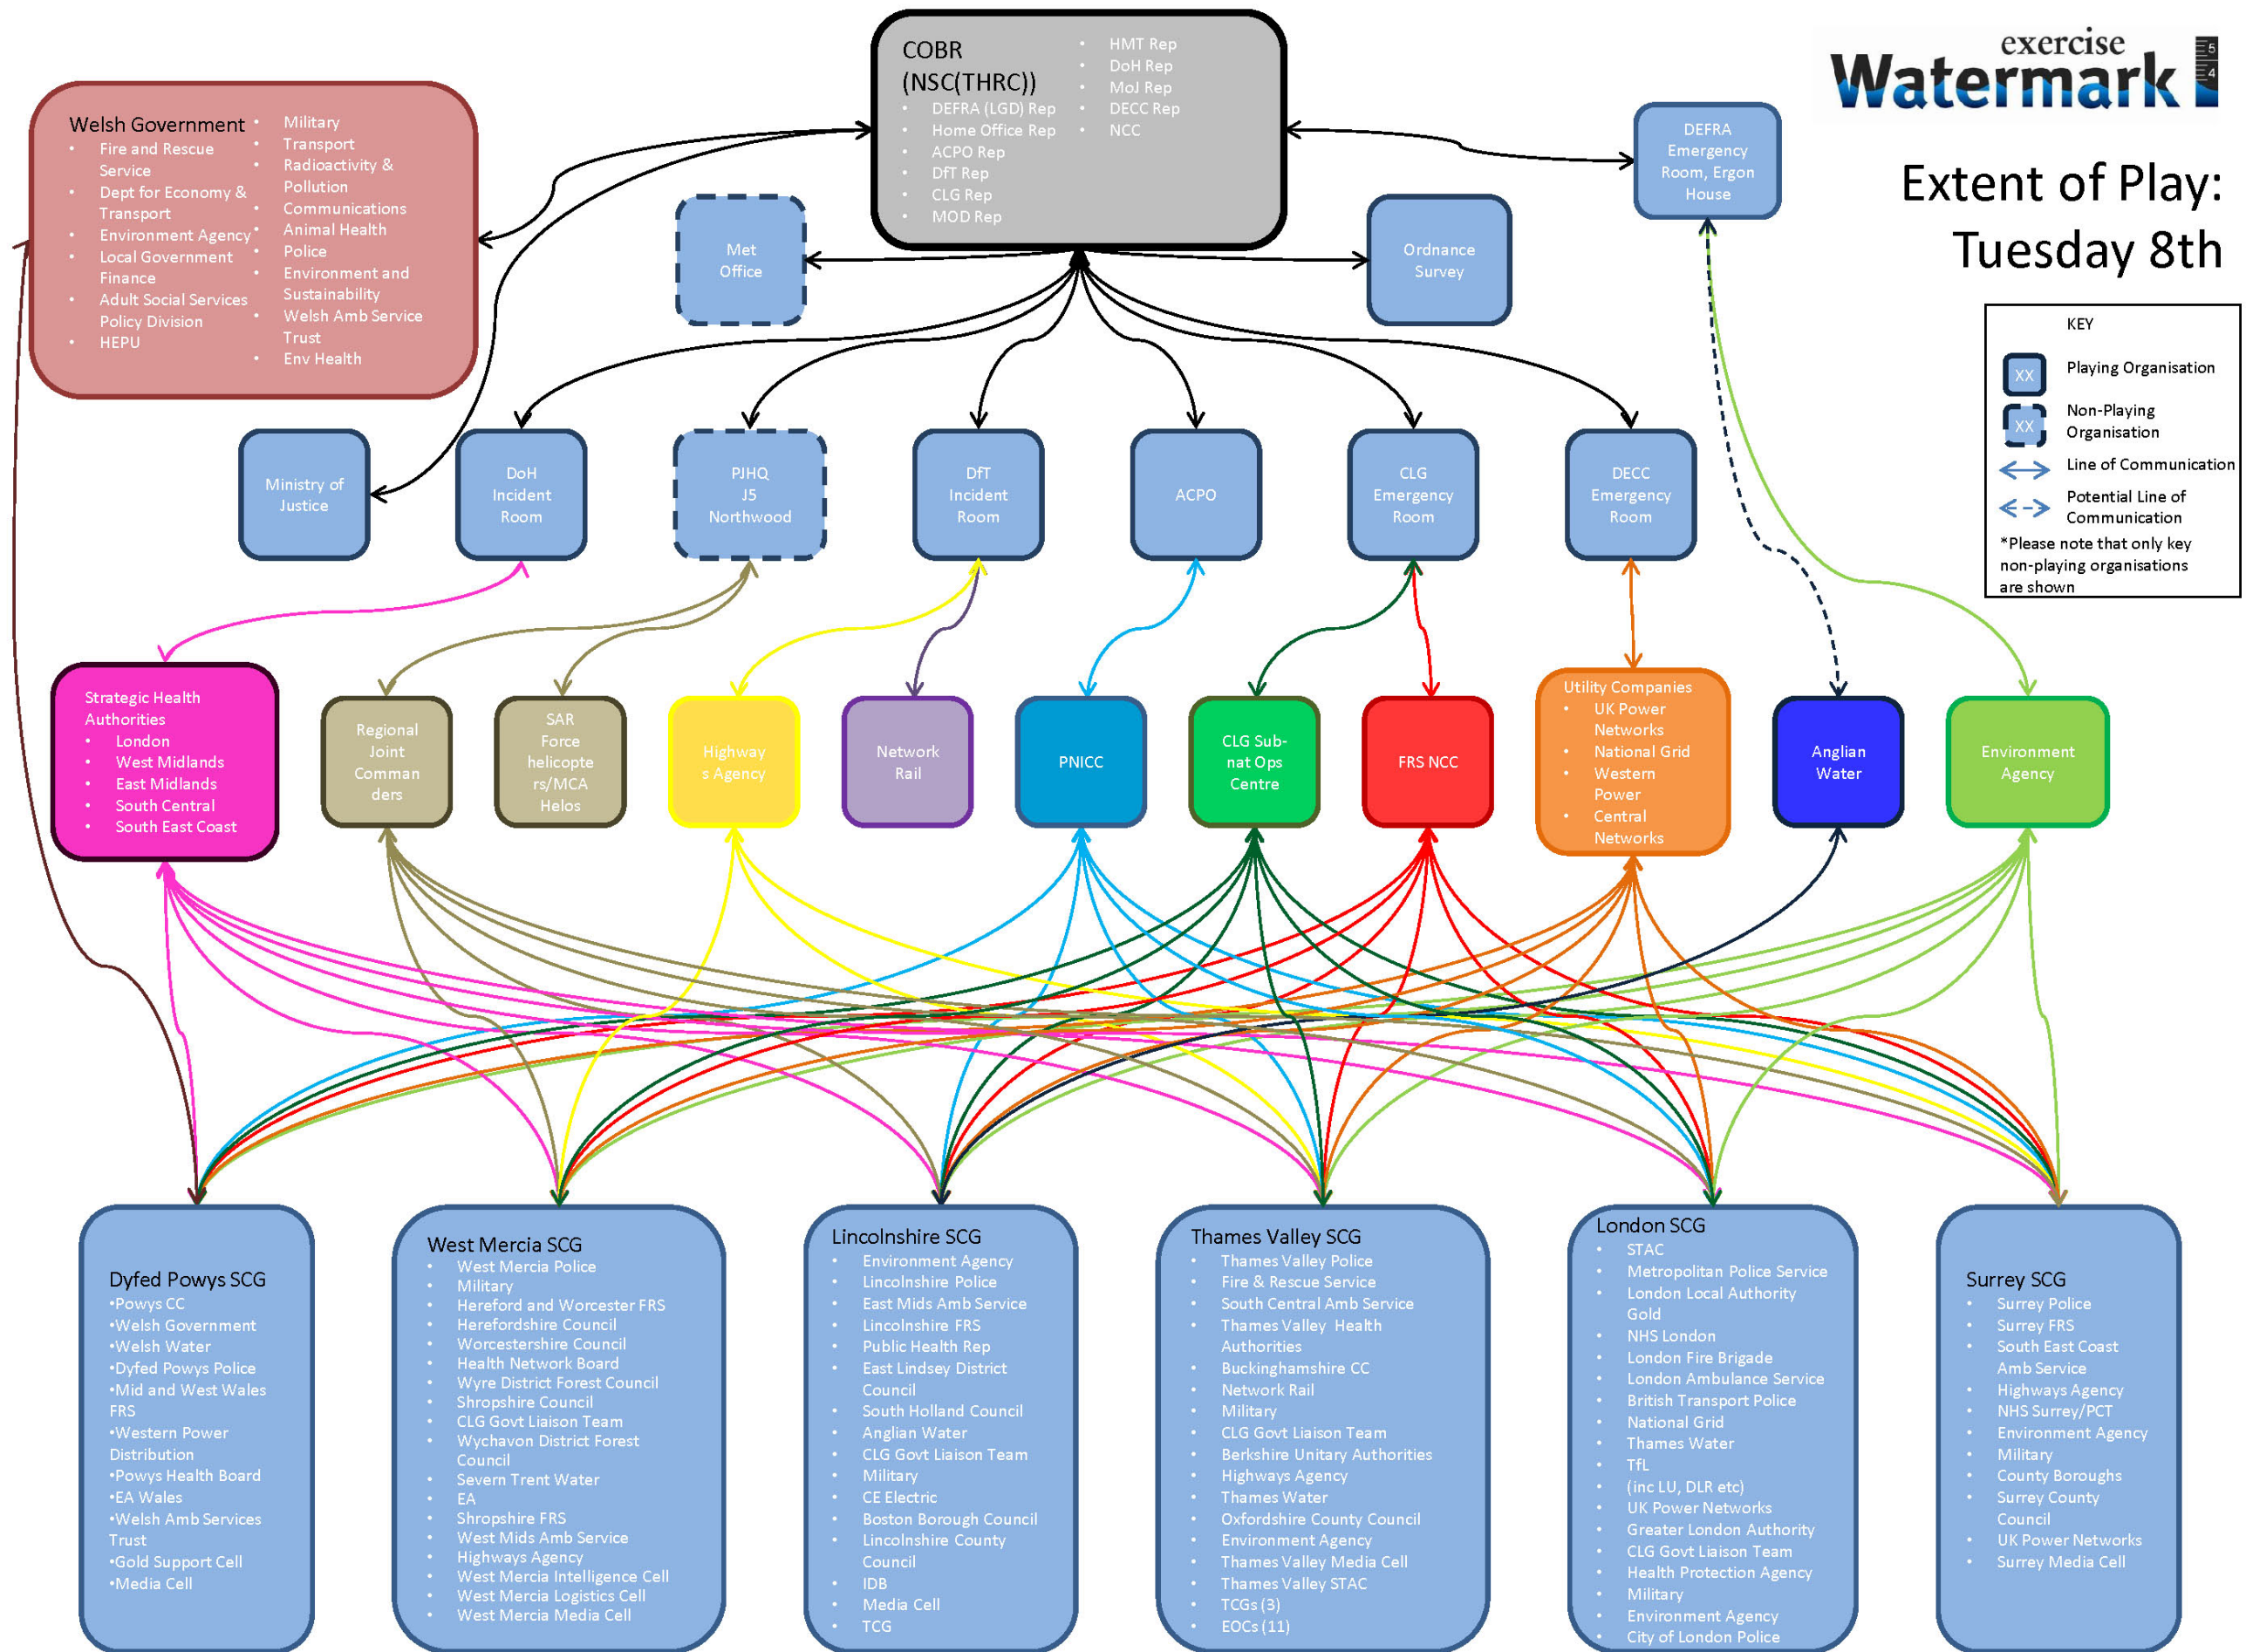 exercise
Watermark
5
4
Extent of Play:
Tuesday 8th
COBR
(NSC(THRC))
• DEFRA (LGD) Rep
• Home Office Rep
• ACPO Rep
• DfT Rep
• CLG Rep
• MOD Rep
• HMT Rep
• DoH Rep
• MoJ Rep
• DECC Rep
• NCC
Welsh Government
• Fire and Rescue
Service
• Dept for Economy &
Transport
• Environment Agency
• Local Government
Finance
• Adult Social Services
Policy Division
• HEPU
• Military
• Transport
• Radioactivity &
Pollution
• Communications
• Animal Health
• Police
• Environment and
Sustainability
• Welsh Amb Service
Trust
• Env Health
DEFRA
Emergency
Room, Ergon
House
Met
Office
Ordnance
Survey
KEY
XX
Playing Organisation
XX
Non-Playing
Organisation
Line of Communication
Potential Line of
Communication
*Please note that only key
non-playing organisations
are shown
Ministry of
Justice
DoH
Incident
Room
PJHQ
J5
Northwood
DfT
Incident
Room
ACPO
CLG
Emergency
Room
DECC
Emergency
Room
Strategic Health
Authorities
• London
• West Midlands
• East Midlands
• South Central
• South East Coast
Regional
Joint
Comman
ders
SAR
Force
helicopte
rs/MCA
Helos
Highway
s Agency
Network
Rail
PNICC
CLG Sub-
nat Ops
Centre
FRS NCC
Utility Companies
• UK Power
Networks
• National Grid
• Western
Power
• Central
Networks
Anglian
Water
Environment
Agency
Dyfed Powys SCG
•Powys CC
•Welsh Government
•Welsh Water
•Dyfed Powys Police
•Mid and West Wales
FRS
•Western Power
Distribution
•Powys Health Board
•EA Wales
•Welsh Amb Services
Trust
•Gold Support Cell
•Media Cell
West Mercia SCG
• West Mercia Police
• Military
• Hereford and Worcester FRS
• Herefordshire Council
• Worcestershire Council
• Health Network Board
• Wyre District Forest Council
• Shropshire Council
• CLG Govt Liaison Team
• Wychavon District Forest
Council
• Severn Trent Water
• EA
• Shropshire FRS
• West Mids Amb Service
• Highways Agency
• West Mercia Intelligence Cell
• West Mercia Logistics Cell
• West Mercia Media Cell
Lincolnshire SCG
• Environment Agency
• Lincolnshire Police
• East Mids Amb Service
• Lincolnshire FRS
• Public Health Rep
• East Lindsey District
Council
• South Holland Council
• Anglian Water
• CLG Govt Liaison Team
• Military
• CE Electric
• Boston Borough Council
• Lincolnshire County
Council
• IDB
• Media Cell
• TCG
Thames Valley SCG
• Thames Valley Police
• Fire & Rescue Service
• South Central Amb Service
• Thames Valley Health
Authorities
• Buckinghamshire CC
• Network Rail
• Military
• CLG Govt Liaison Team
• Berkshire Unitary Authorities
• Highways Agency
• Thames Water
• Oxfordshire County Council
• Environment Agency
• Thames Valley Media Cell
• Thames Valley STAC
• TCGs (3)
• EOCs (11)
London SCG
• STAC
• Metropolitan Police Service
• London Local Authority
Gold
• NHS London
• London Fire Brigade
• London Ambulance Service
• British Transport Police
• National Grid
• Thames Water
• TfL
• (inc LU, DLR etc)
• UK Power Networks
• Greater London Authority
• CLG Govt Liaison Team
• Health Protection Agency
• Military
• Environment Agency
• City of London Police
Surrey SCG
• Surrey Police
• Surrey FRS
• South East Coast
Amb Service
• Highways Agency
• NHS Surrey/PCT
• Environment Agency
• Military
• County Boroughs
• Surrey County
Council
• UK Power Networks
• Surrey Media Cell